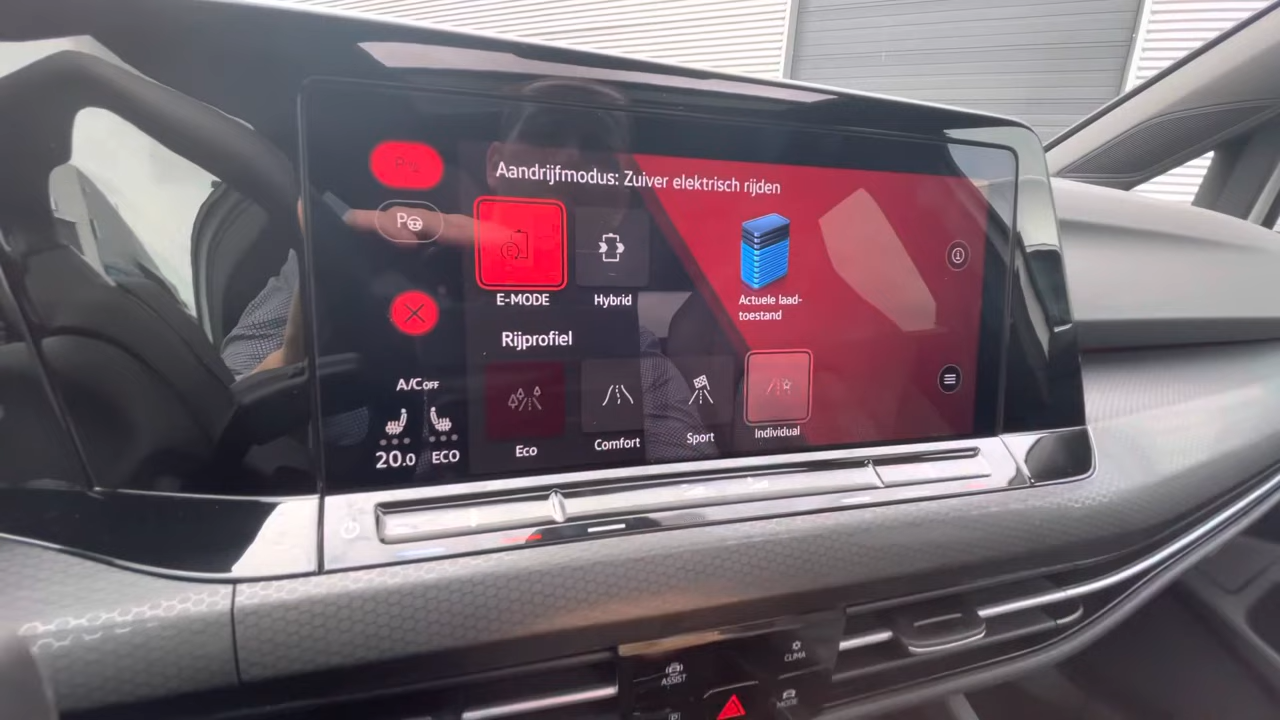 Aandrijfmodus: Zuiver elektrisch rijden
P
E
E-MODE
Hybrid
Actuele laad-
toestand
Rijprofiel
A/C OFF
20.0
ECO
Eco
Comfort
Sport
Individual
ASSIST
CLIMA
MODE
P